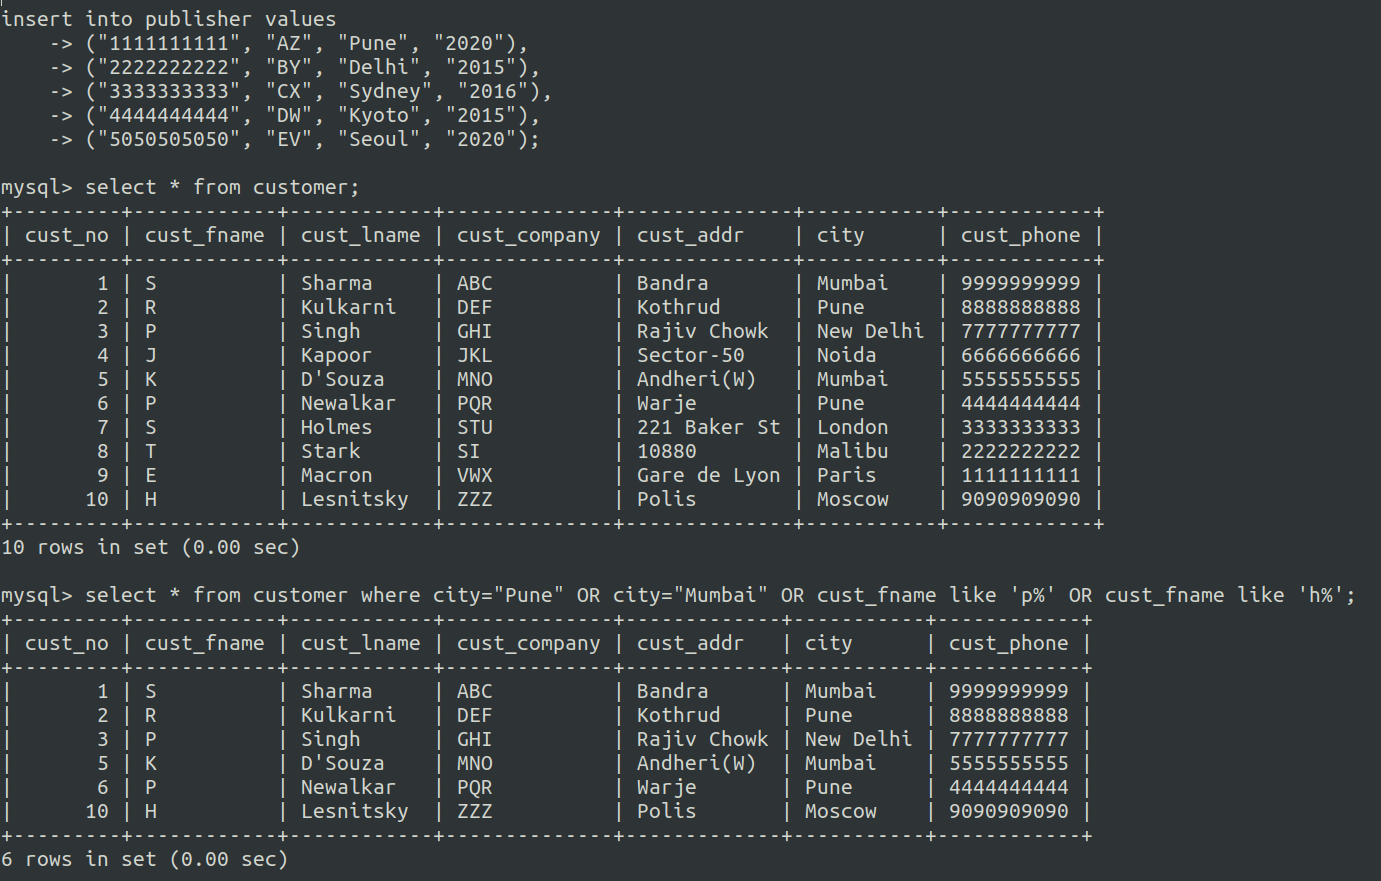 insert into publisher values
    -> ("1111111111", "AZ", "Pune", "2020"),
    -> ("2222222222", "BY", "Delhi", "2015"),
    -> ("3333333333", "CX", "Sydney", "2016"),
    -> ("4444444444", "DW", "Kyoto", "2015"),
    -> ("5050505050", "EV", "Seoul", "2020");

mysql> select * from customer;
+---------+------------+------------+--------------+--------------+-----------+------------+
| cust_no | cust_fname | cust_lname | cust_company | cust_addr    | city      | cust_phone |
+---------+------------+------------+--------------+--------------+-----------+------------+
|       1 | S          | Sharma     | ABC          | Bandra       | Mumbai    | 9999999999 |
|       2 | R          | Kulkarni   | DEF          | Kothrud      | Pune      | 8888888888 |
|       3 | P          | Singh      | GHI          | Rajiv Chowk  | New Delhi | 7777777777 |
|       4 | J          | Kapoor     | JKL          | Sector-50    | Noida     | 6666666666 |
|       5 | K          | D'Souza    | MNO          | Andheri(W)   | Mumbai    | 5555555555 |
|       6 | P          | Newalkar   | PQR          | Warje        | Pune      | 4444444444 |
|       7 | S          | Holmes     | STU          | 221 Baker St | London    | 3333333333 |
|       8 | T          | Stark      | SI           | 10880        | Malibu    | 2222222222 |
|       9 | E          | Macron     | VWX          | Gare de Lyon | Paris     | 1111111111 |
|      10 | H          | Lesnitsky  | ZZZ          | Polis        | Moscow    | 9090909090 |
+---------+------------+------------+--------------+--------------+-----------+------------+
10 rows in set (0.00 sec)

mysql> select * from customer where city="Pune" OR city="Mumbai" OR cust_fname like 'p%' OR cust_fname like 'h%';
+---------+------------+------------+--------------+-------------+-----------+------------+
| cust_no | cust_fname | cust_lname | cust_company | cust_addr   | city      | cust_phone |
+---------+------------+------------+--------------+-------------+-----------+------------+
|       1 | S          | Sharma     | ABC          | Bandra      | Mumbai    | 9999999999 |
|       2 | R          | Kulkarni   | DEF          | Kothrud     | Pune      | 8888888888 |
|       3 | P          | Singh      | GHI          | Rajiv Chowk | New Delhi | 7777777777 |
|       5 | K          | D'Souza    | MNO          | Andheri(W)  | Mumbai    | 5555555555 |
|       6 | P          | Newalkar   | PQR          | Warje       | Pune      | 4444444444 |
|      10 | H          | Lesnitsky  | ZZZ          | Polis       | Moscow    | 9090909090 |
+---------+------------+------------+--------------+-------------+-----------+------------+
6 rows in set (0.00 sec)